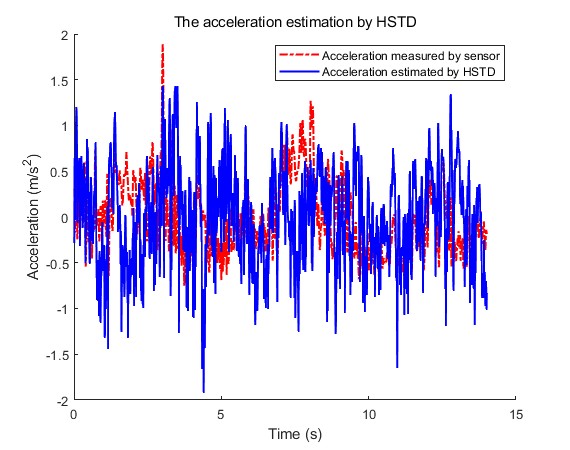 The acceleration estimation by HSTD
Acceleration measured by sensor
Acceleration estimated by HSTD
Acceleration (m/s²)
2
1.5
1
0.5
0
-0.5
-1
-1.5
-2
0 5 10 15
Time (s)